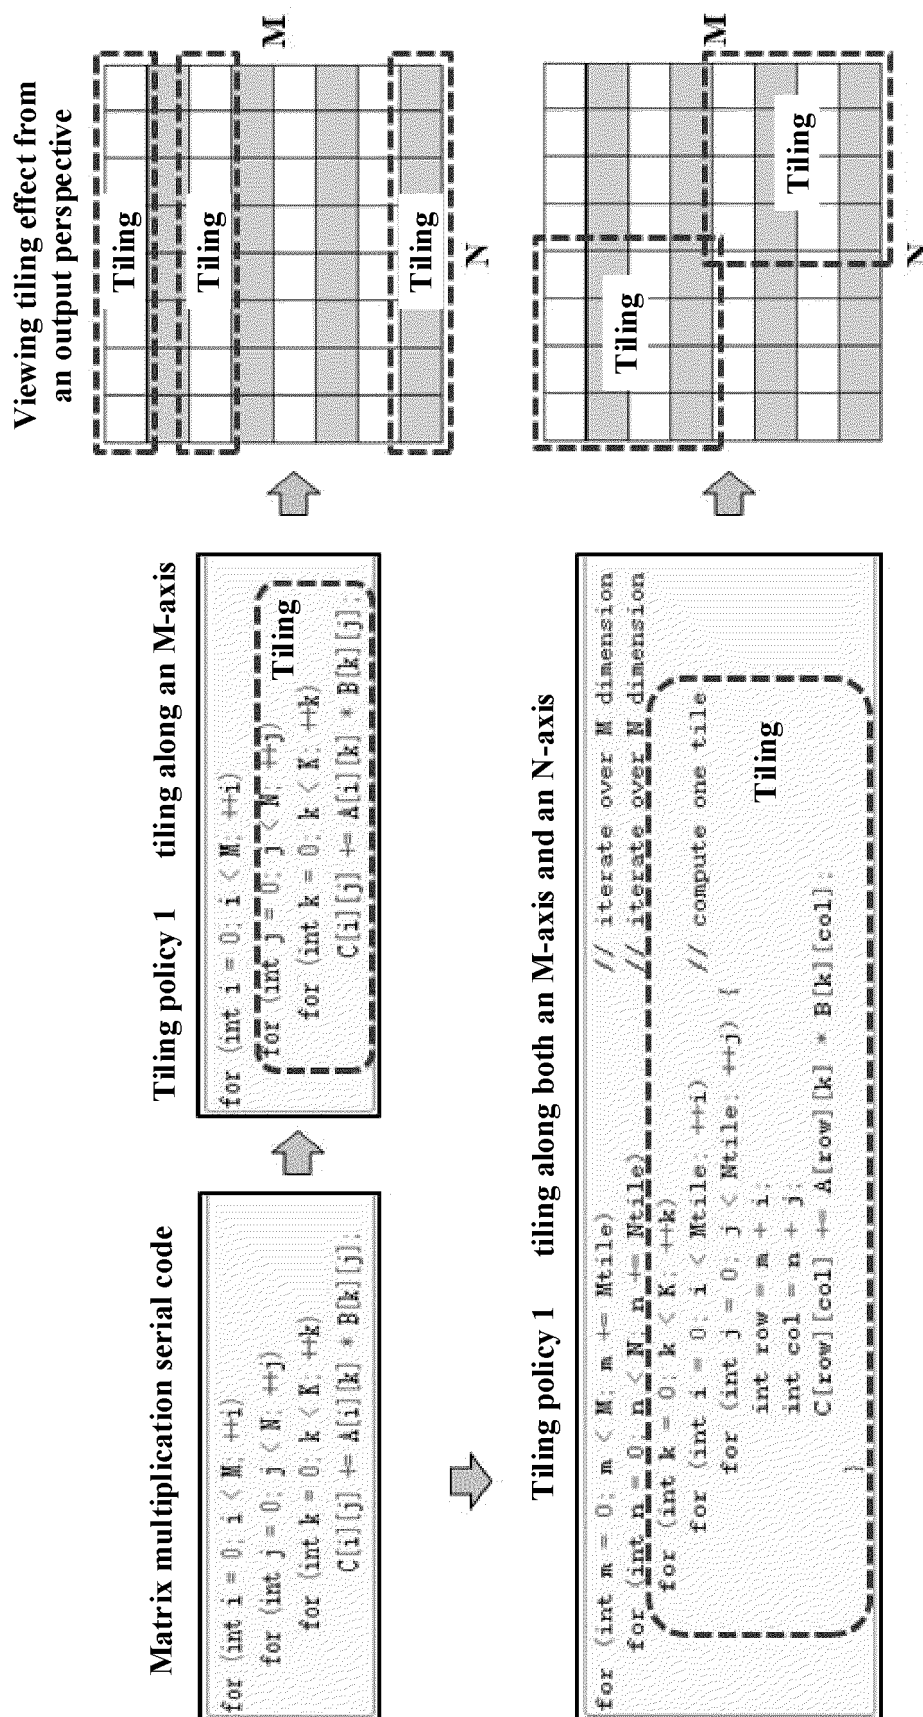 Matrix multiplication serial code
for (int i = 0; i < M; ++i)
for (int j = 0; j < N; ++j)
for (int k = 0; k < K; ++k)
C[i][j] += A[i][k] * B[k][j];
Tiling policy 1 tiling along an M-axis
for (int i = 0; i < M; ++i)
for (int j = 0; j < N; ++j)
for (int k = 0; k < K; ++k)
C[i][j] += A[i][k] * B[k][j];
Tiling
Viewing tiling effect from
an output perspective
Tiling
Tiling
Tiling
M
N
Tiling policy 1 tiling along both an M-axis and an N-axis
for (int m = 0; m < M; m += Mtile) // iterate over M dimension
for (int n = 0; n < N; n += Ntile) // iterate over N dimension
for (int k = 0; k < K; ++k)
for (int i = 0; i < Mtile; ++i) // compute one tile
for (int j = 0; j < Ntile; ++j) {
int row = m + i;
int col = n + j;
C[row][col] += A[row][k] * B[k][col];
}
Tiling
Tiling
Tiling
M
N